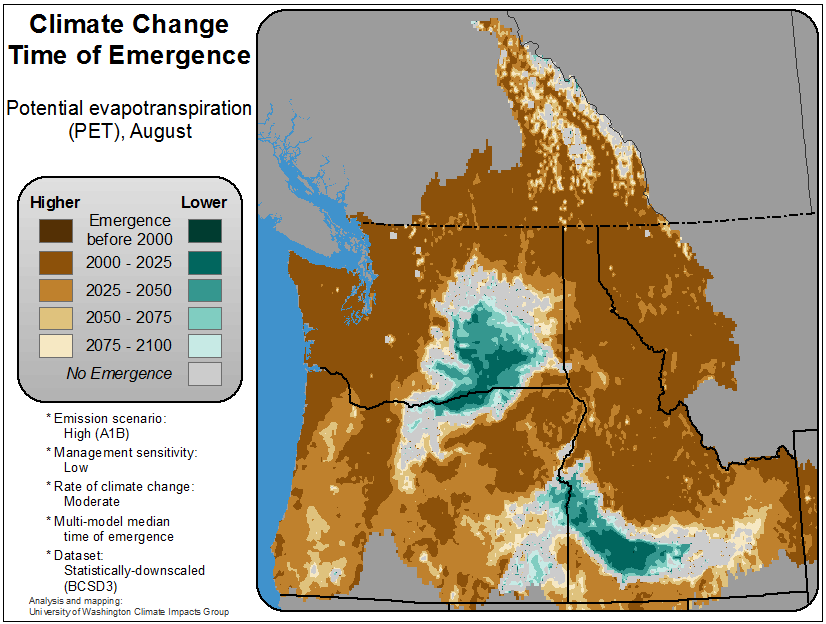 Climate Change
Time of Emergence
Potential evapotranspiration
(PET), August
Higher
Lower
Emergence
before 2000
2000 - 2025
2025 - 2050
2050 - 2075
2075 - 2100
No Emergence
* Emission scenario:
High (A1B)
* Management sensitivity:
Low
* Rate of climate change:
Moderate
* Multi-model median
time of emergence
* Dataset:
Statistically-downscaled
(BCSD3)
Analysis and mapping:
University of Washington Climate Impacts Group